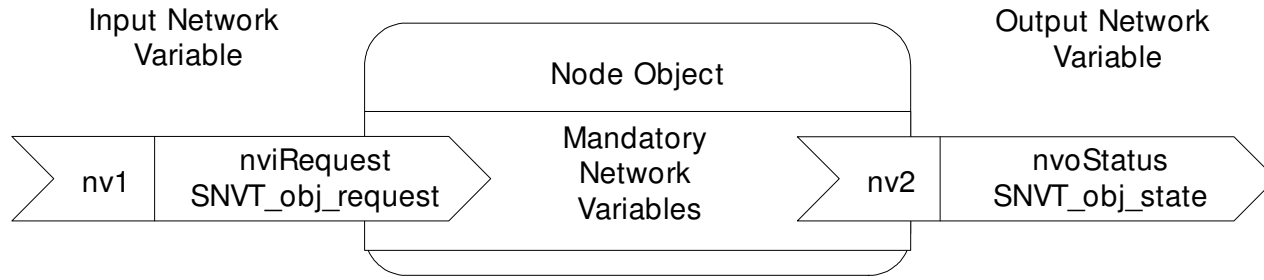 Input Network
Variable
Node Object
Output Network
Variable
nv1
nviRequest
SNVT_obj_request
Mandatory
Network
Variables
nv2
nvoStatus
SNVT_obj_state